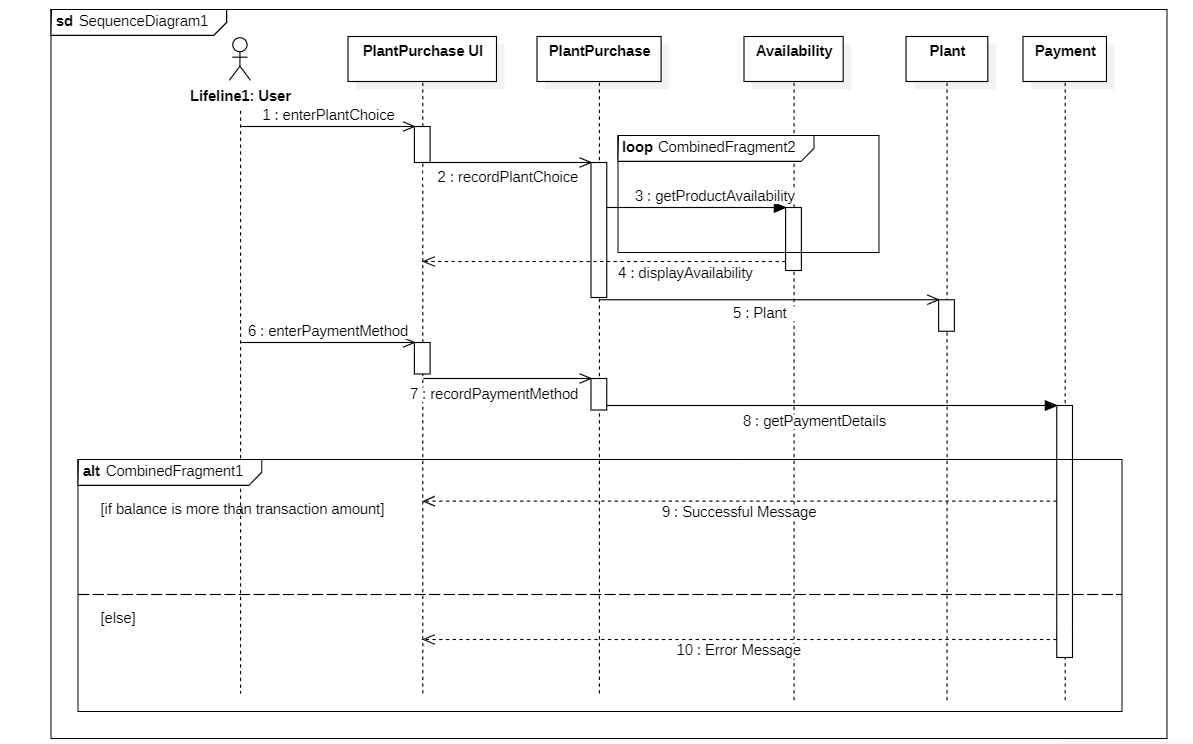 sd SequenceDiagram1
Lifeline1: User
PlantPurchase UI
PlantPurchase
Availability
Plant
Payment
1 : enterPlantChoice
loop CombinedFragment2
2 : recordPlantChoice
3 : getProductAvailability
4 : displayAvailability
5 : Plant
6 : enterPaymentMethod
7 : recordPaymentMethod
8 : getPaymentDetails
alt CombinedFragment1
[if balance is more than transaction amount]
9 : Successful Message
[else]
10 : Error Message